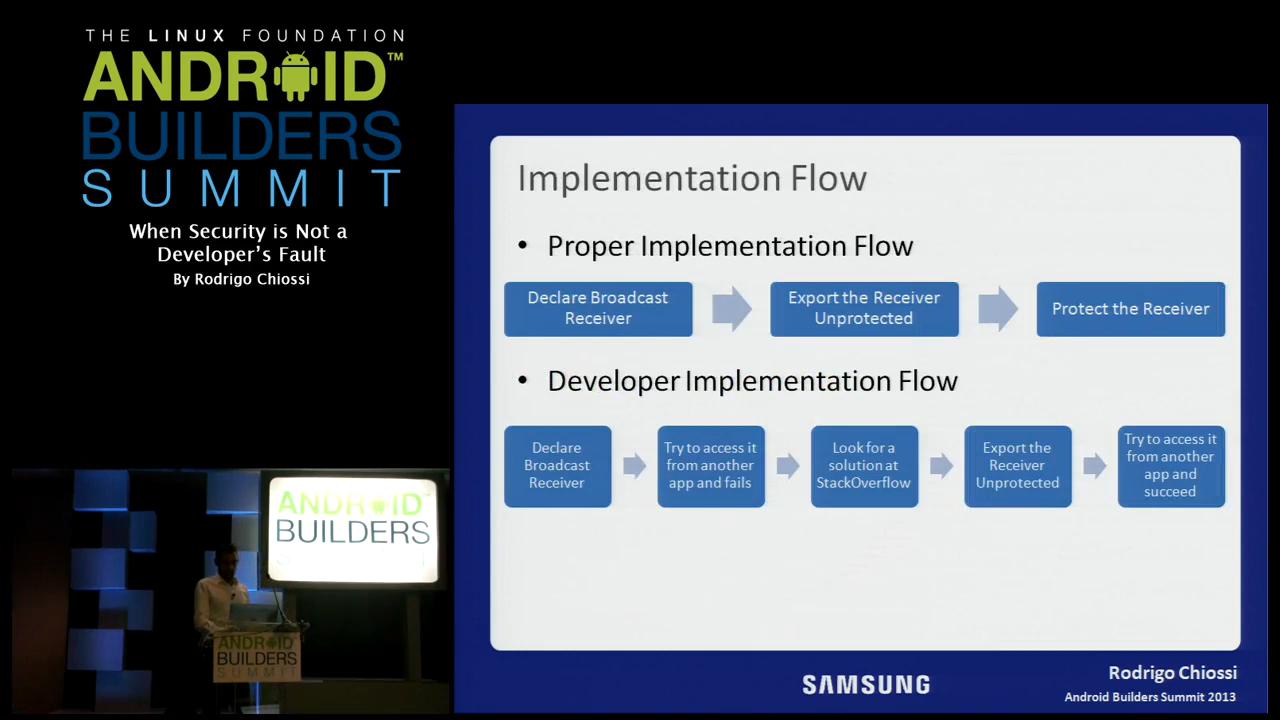 THE LINUX FOUNDATION
ANDROID™
BUILDERS
SUMMIT
When Security is Not a
Developer's Fault
By Rodrigo Chiossi
Implementation Flow
• Proper Implementation Flow
Declare Broadcast
Receiver
Export the Receiver
Unprotected
Protect the Receiver
• Developer Implementation Flow
Declare
Broadcast
Receiver
Try to access it
from another
app and fails
Look for a
solution at
StackOverflow
Export the
Receiver
Unprotected
Try to access it
from another
app and
succeed
ANDROID
BUILDERS
ANDROID
BUILDERS
SUMMIT
SAMSUNG
Rodrigo Chiossi
Android Builders Summit 2013